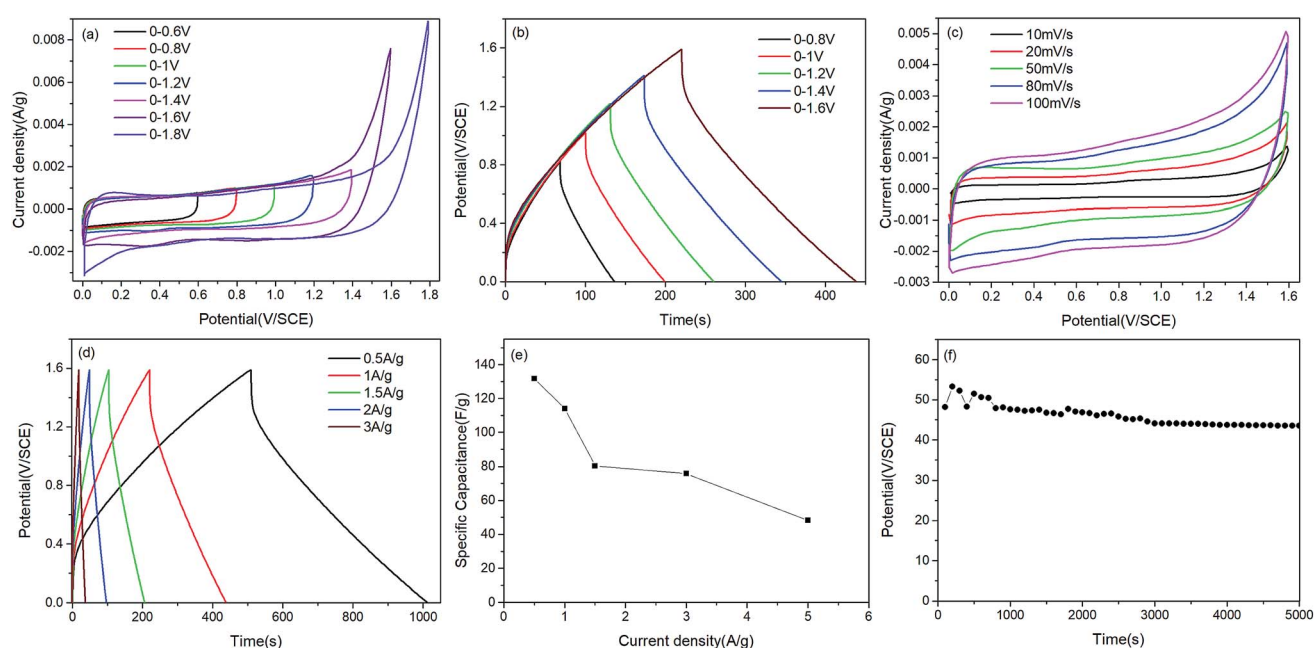 (a)
0-0.6V
0-0.8V
0-1V
0-1.2V
0-1.4V
0-1.6V
0-1.8V
Current density(A/g)
0.008
0.006
0.004
0.002
0.000
-0.002
0.0 0.2 0.4 0.6 0.8 1.0 1.2 1.4 1.6 1.8
Potential(V/SCE)
(b)
0-0.8V
0-1V
0-1.2V
0-1.4V
0-1.6V
Potential(V/SCE)
1.6
1.2
0.8
0.4
0.0
0 100 200 300 400
Time(s)
(c)
10mV/s
20mV/s
50mV/s
80mV/s
100mV/s
Current density(A/g)
0.005
0.004
0.003
0.002
0.001
0.000
-0.001
-0.002
-0.003
0.0 0.2 0.4 0.6 0.8 1.0 1.2 1.4 1.6
Potential(V/SCE)
(d)
0.5A/g
1A/g
1.5A/g
2A/g
3A/g
Potential(V/SCE)
1.6
1.2
0.8
0.4
0.0
0 200 400 600 800 1000
Time(s)
(e)
Specific Capacitance(F/g)
140
120
100
80
60
40
20
0
0 1 2 3 4 5 6
Current density(A/g)
(f)
Potential(V/SCE)
60
50
40
30
20
10
0
0 1000 2000 3000 4000 5000
Time(s)